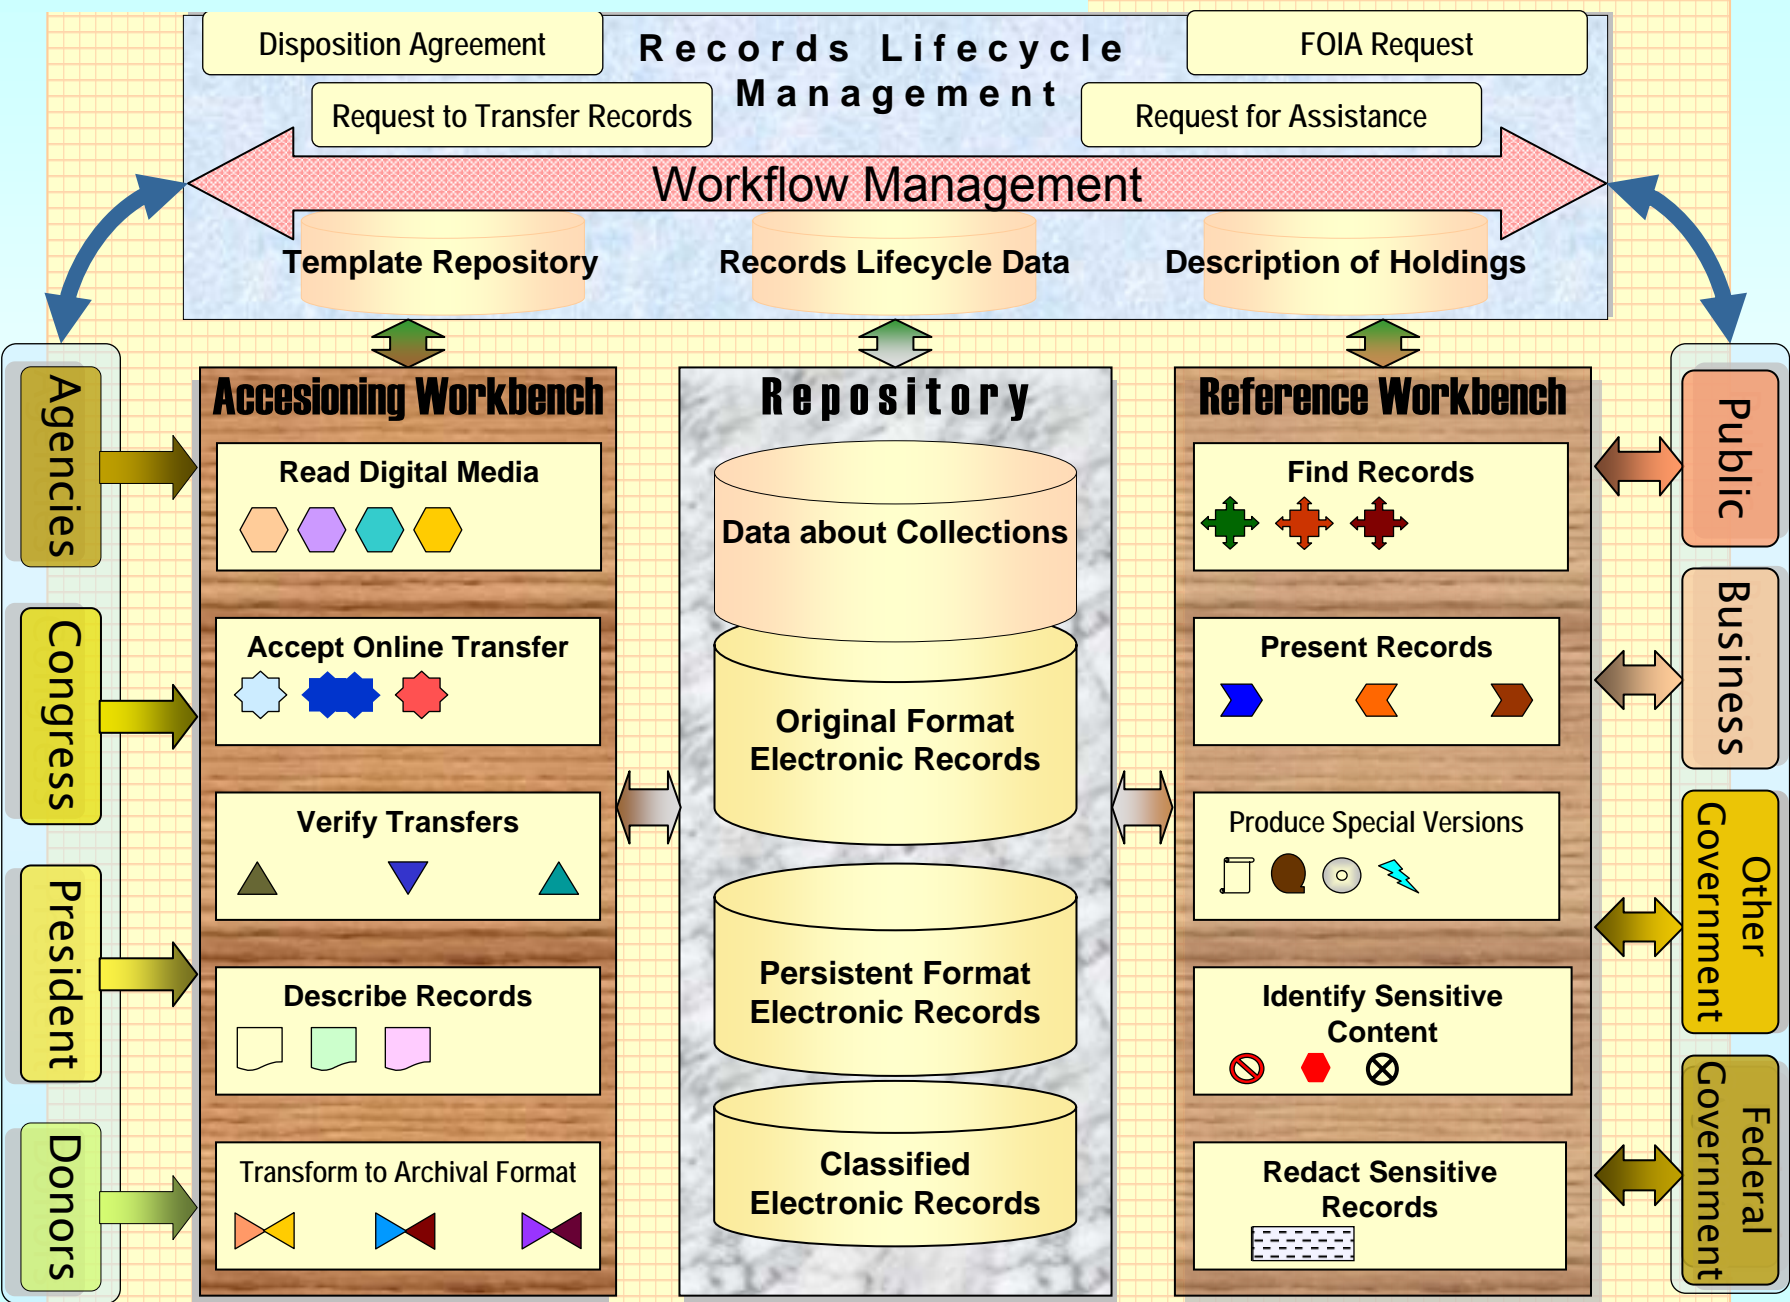 Disposition Agreement
Records Lifecycle
Management
FOIA Request
Request to Transfer Records
Request for Assistance
Workflow Management
Template Repository
Records Lifecycle Data
Description of Holdings
Agencies
Congress
President
Donors
Accesioning Workbench
Read Digital Media
Accept Online Transfer
Verify Transfers
Describe Records
Transform to Archival Format
Repository
Data about Collections
Original Format
Electronic Records
Persistent Format
Electronic Records
Classified
Electronic Records
Reference Workbench
Find Records
Present Records
Produce Special Versions
Identify Sensitive
Content
Redact Sensitive
Records
Public
Business
Other
Government
Federal
Government